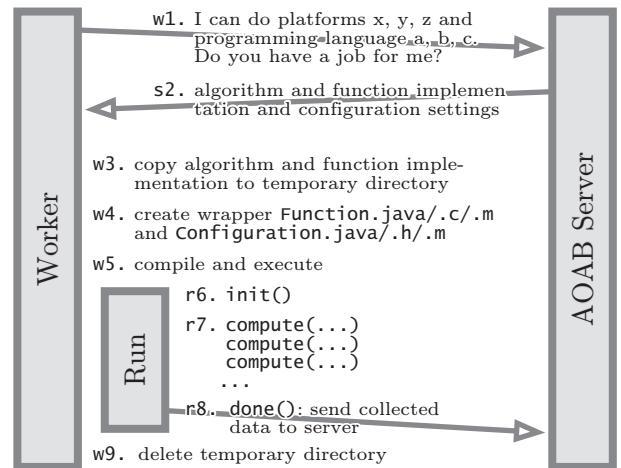 w1. I can do platforms x, y, z and
programming language a, b, c.
Do you have a job for me?
s2. algorithm and function implemen-
tation and configuration settings
w3. copy algorithm and function imple-
mentation to temporary directory
w4. create wrapper Function.java/.c/.m
and Configuration.java/.h/.m
w5. compile and execute
r6. init()
r7. compute(...)
compute(...)
compute(...)
...
r8. done(): send collected
data to server
w9. delete temporary directory
Worker
Run
AOAB Server